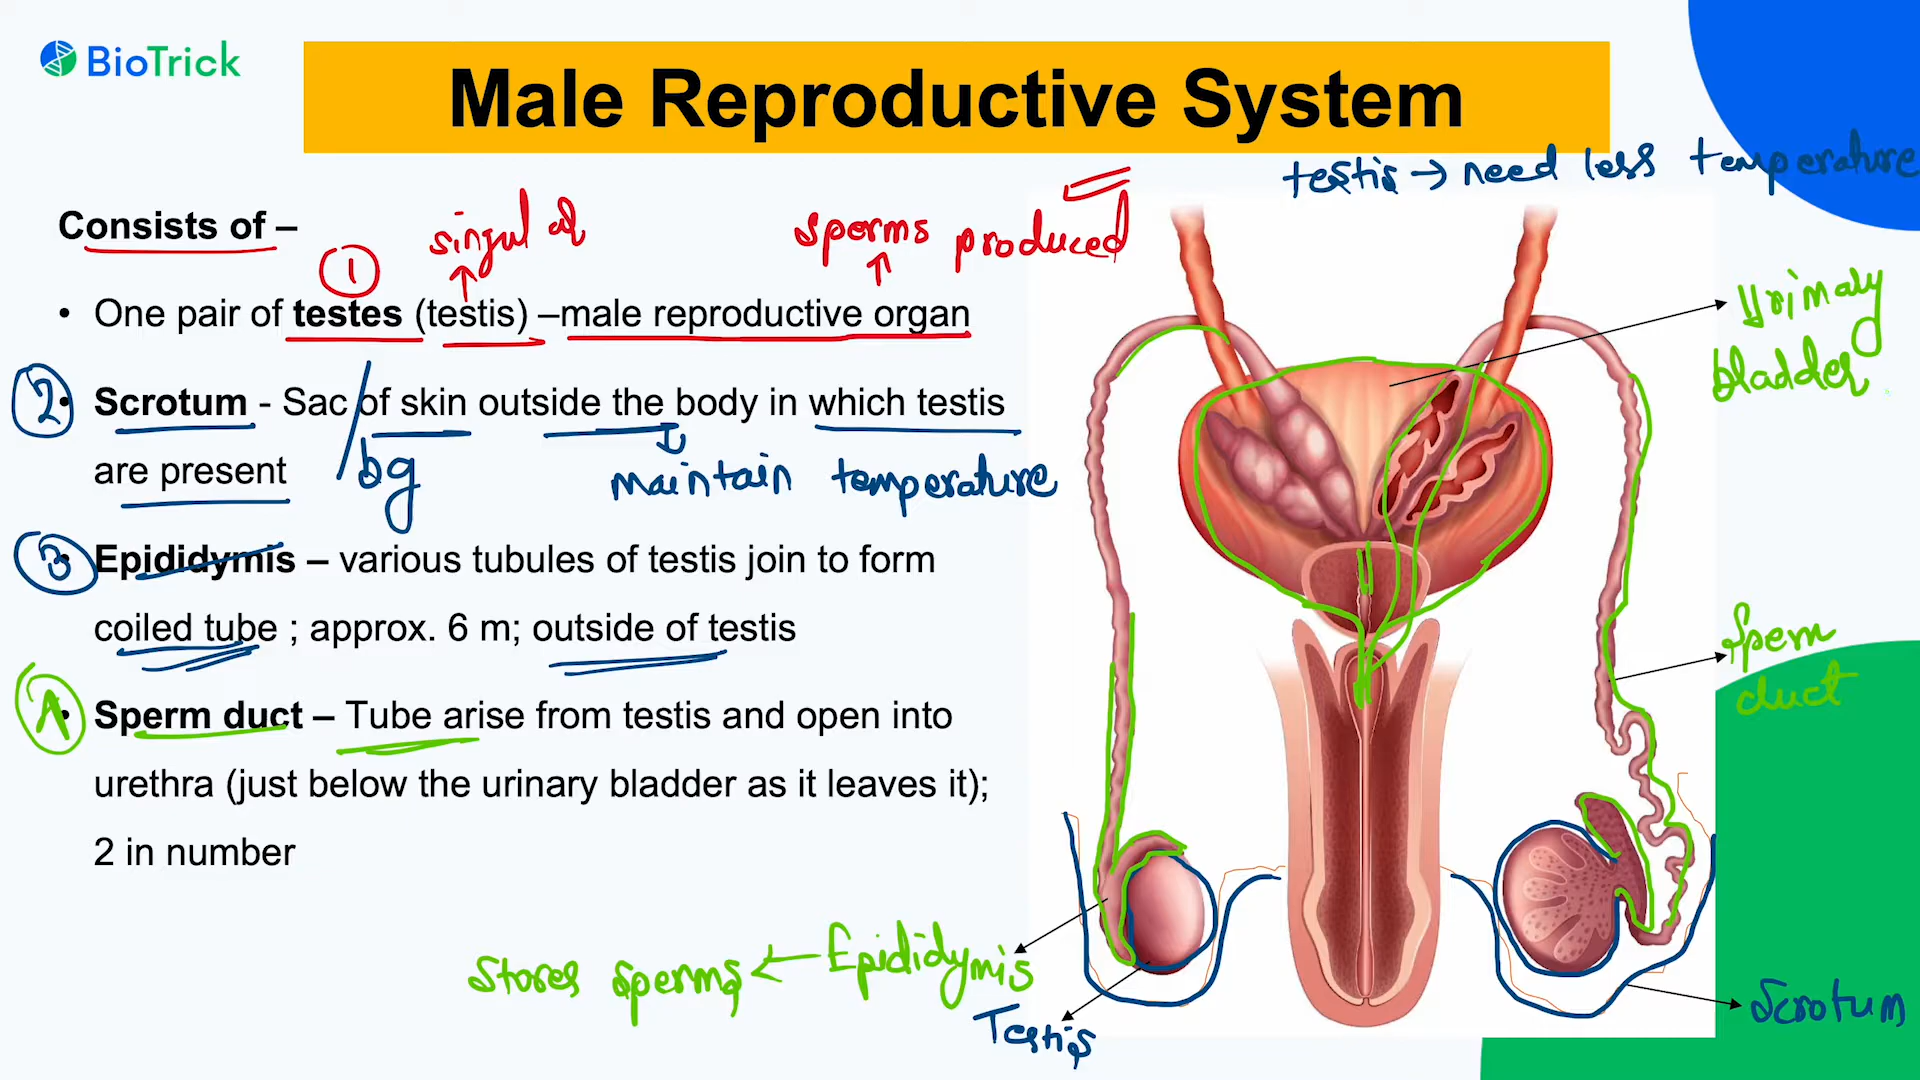 BioTrick
Male Reproductive System
testis → need less temperature
Consists of –
① singular
sperms produced
• One pair of testes (testis) –male reproductive organ
② • Scrotum - Sac of skin outside the body in which testis
are present
bag
maintain temperature
③ • Epididymis – various tubules of testis join to form
coiled tube ; approx. 6 m; outside of testis
• Sperm duct – Tube arise from testis and open into
urethra (just below the urinary bladder as it leaves it);
2 in number
Urinary
bladder
Sperm
duct
Stores sperms ← Epididymis
Testis
Scrotum